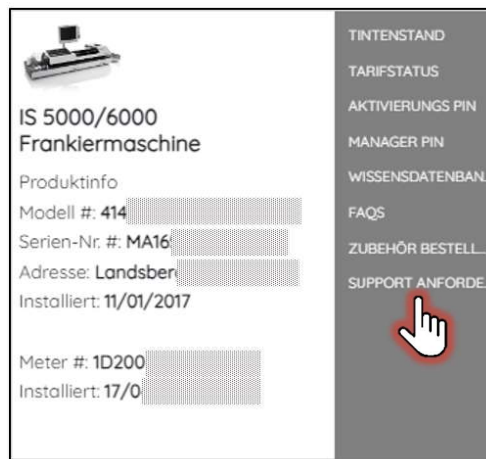 IS 5000/6000
Frankiermaschine
Produktinfo
Modell #: 414
Serien-Nr. #: MA16
Adresse: Landsber
Installiert: 11/01/2017
Meter #: 1D200
Installiert: 17/0
TINTENSTAND
TARIFSTATUS
AKTIVIERUNGS PIN
MANAGER PIN
WISSENSDATENBAN...
FAQS
ZUBEHÖR BESTELL...
SUPPORT ANFORDE...